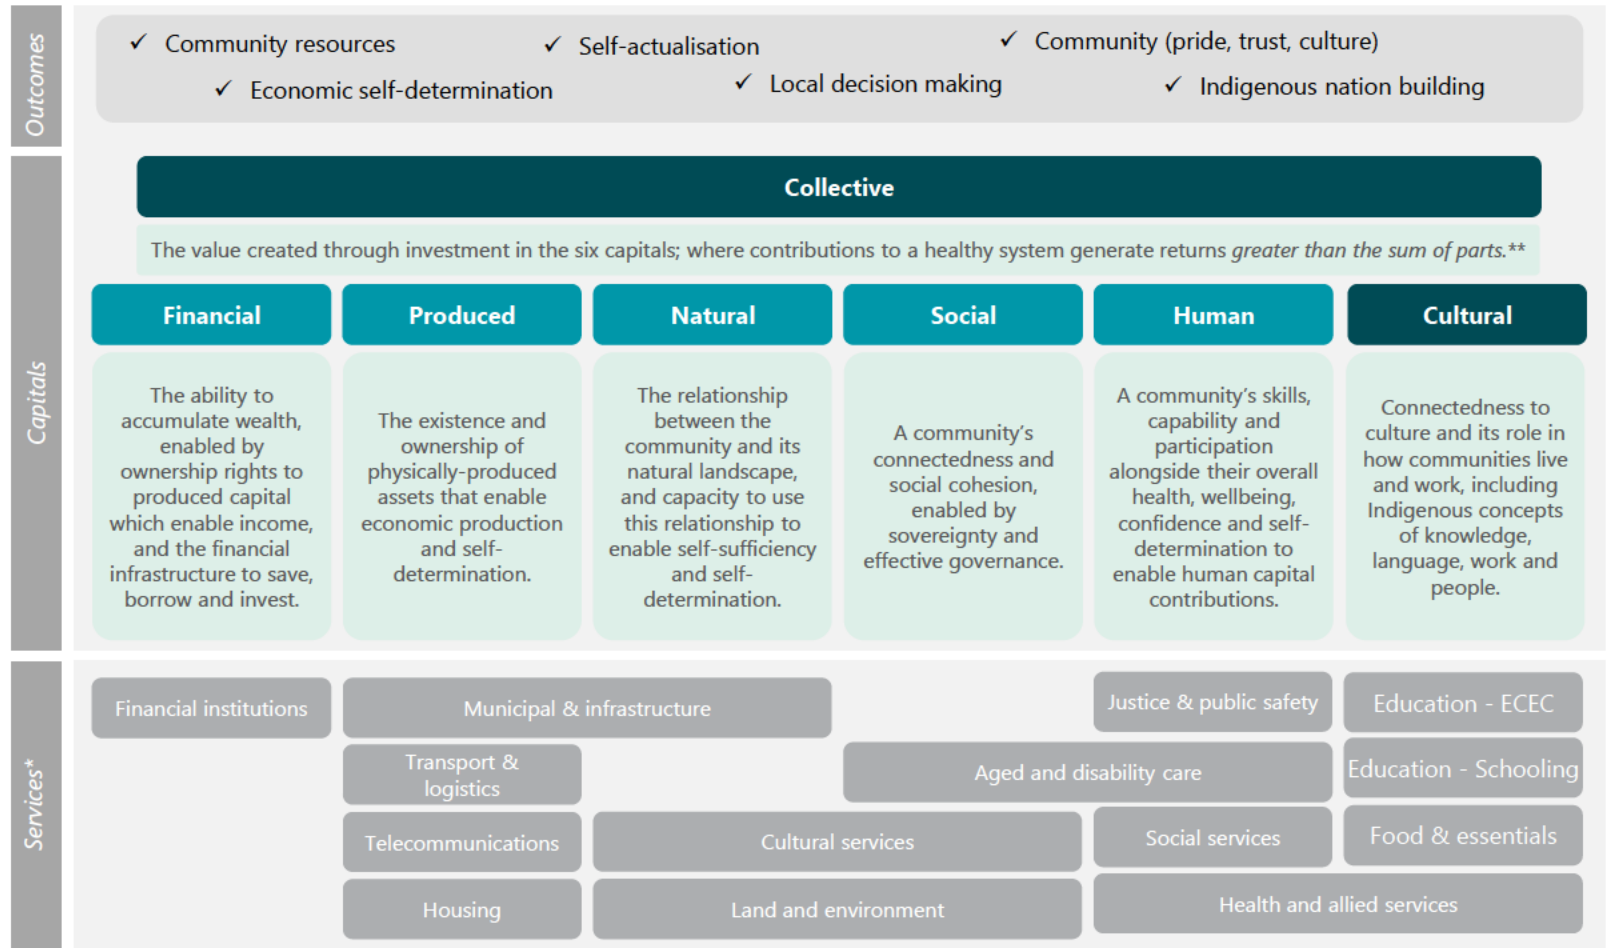 Outcomes
✓ Community resources
✓ Self-actualisation
✓ Community (pride, trust, culture)
✓ Economic self-determination
✓ Local decision making
✓ Indigenous nation building
Capitals
Collective
The value created through investment in the six capitals; where contributions to a healthy system generate returns greater than the sum of parts.**
Financial
The ability to
accumulate wealth,
enabled by
ownership rights to
produced capital
which enable income,
and the financial
infrastructure to save,
borrow and invest.
Produced
The existence and
ownership of
physically-produced
assets that enable
economic production
and self-
determination.
Natural
The relationship
between the
community and its
natural landscape,
and capacity to use
this relationship to
enable self-sufficiency
and self-
determination.
Social
A community's
connectedness and
social cohesion,
enabled by
sovereignty and
effective governance.
Human
A community's skills,
capability and
participation
alongside their overall
health, wellbeing,
confidence and self-
determination to
enable human capital
contributions.
Cultural
Connectedness to
culture and its role in
how communities live
and work, including
Indigenous concepts
of knowledge,
language, work and
people.
Services*
Financial institutions
Municipal & infrastructure
Justice & public safety
Education - ECEC
Transport &
logistics
Aged and disability care
Education - Schooling
Telecommunications
Cultural services
Social services
Food & essentials
Housing
Land and environment
Health and allied services